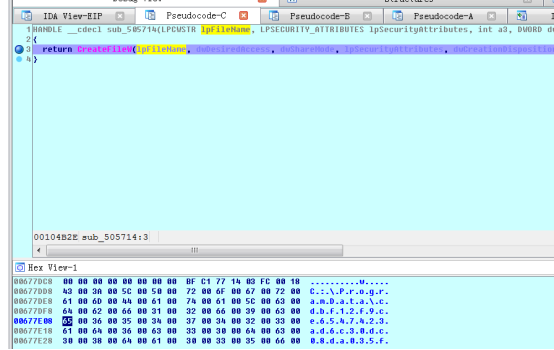 IDA View-EIP Pseudocode-C Pseudocode-B Pseudocode-A
1 HANDLE __cdecl sub_505714(LPCWSTR lpFileName, LPSECURITY_ATTRIBUTES lpSecurityAttributes, int a3, DWORD
2 {
3 return CreateFileW(lpFileName, dwDesiredAccess, dwShareMode, lpSecurityAttributes, dwCreationDisposition
4 }
00104B2E sub_505714:3
Hex View-1
00677DC8 00 00 00 00 00 00 00 00 BF C1 77 14 03 FC 00 18 ..........w.....
00677DD8 43 00 3A 00 5C 00 50 00 72 00 6F 00 67 00 72 00 C.:.\.P.r.o.g.r.
00677DE8 61 00 6D 00 44 00 61 00 74 00 61 00 5C 00 63 00 a.m.D.a.t.a.\.c.
00677DF8 64 00 62 00 66 00 31 00 32 00 66 00 39 00 63 00 d.b.f.1.2.f.9.c.
00677E08 65 00 36 00 35 00 34 00 37 00 34 00 32 00 33 00 e.6.5.4.7.4.2.3.
00677E18 61 00 64 00 36 00 63 00 33 00 30 00 64 00 63 00 a.d.6.c.3.0.d.c.
00677E28 30 00 38 00 64 00 61 00 30 00 33 00 35 00 66 00 0.8.d.a.0.3.5.f.